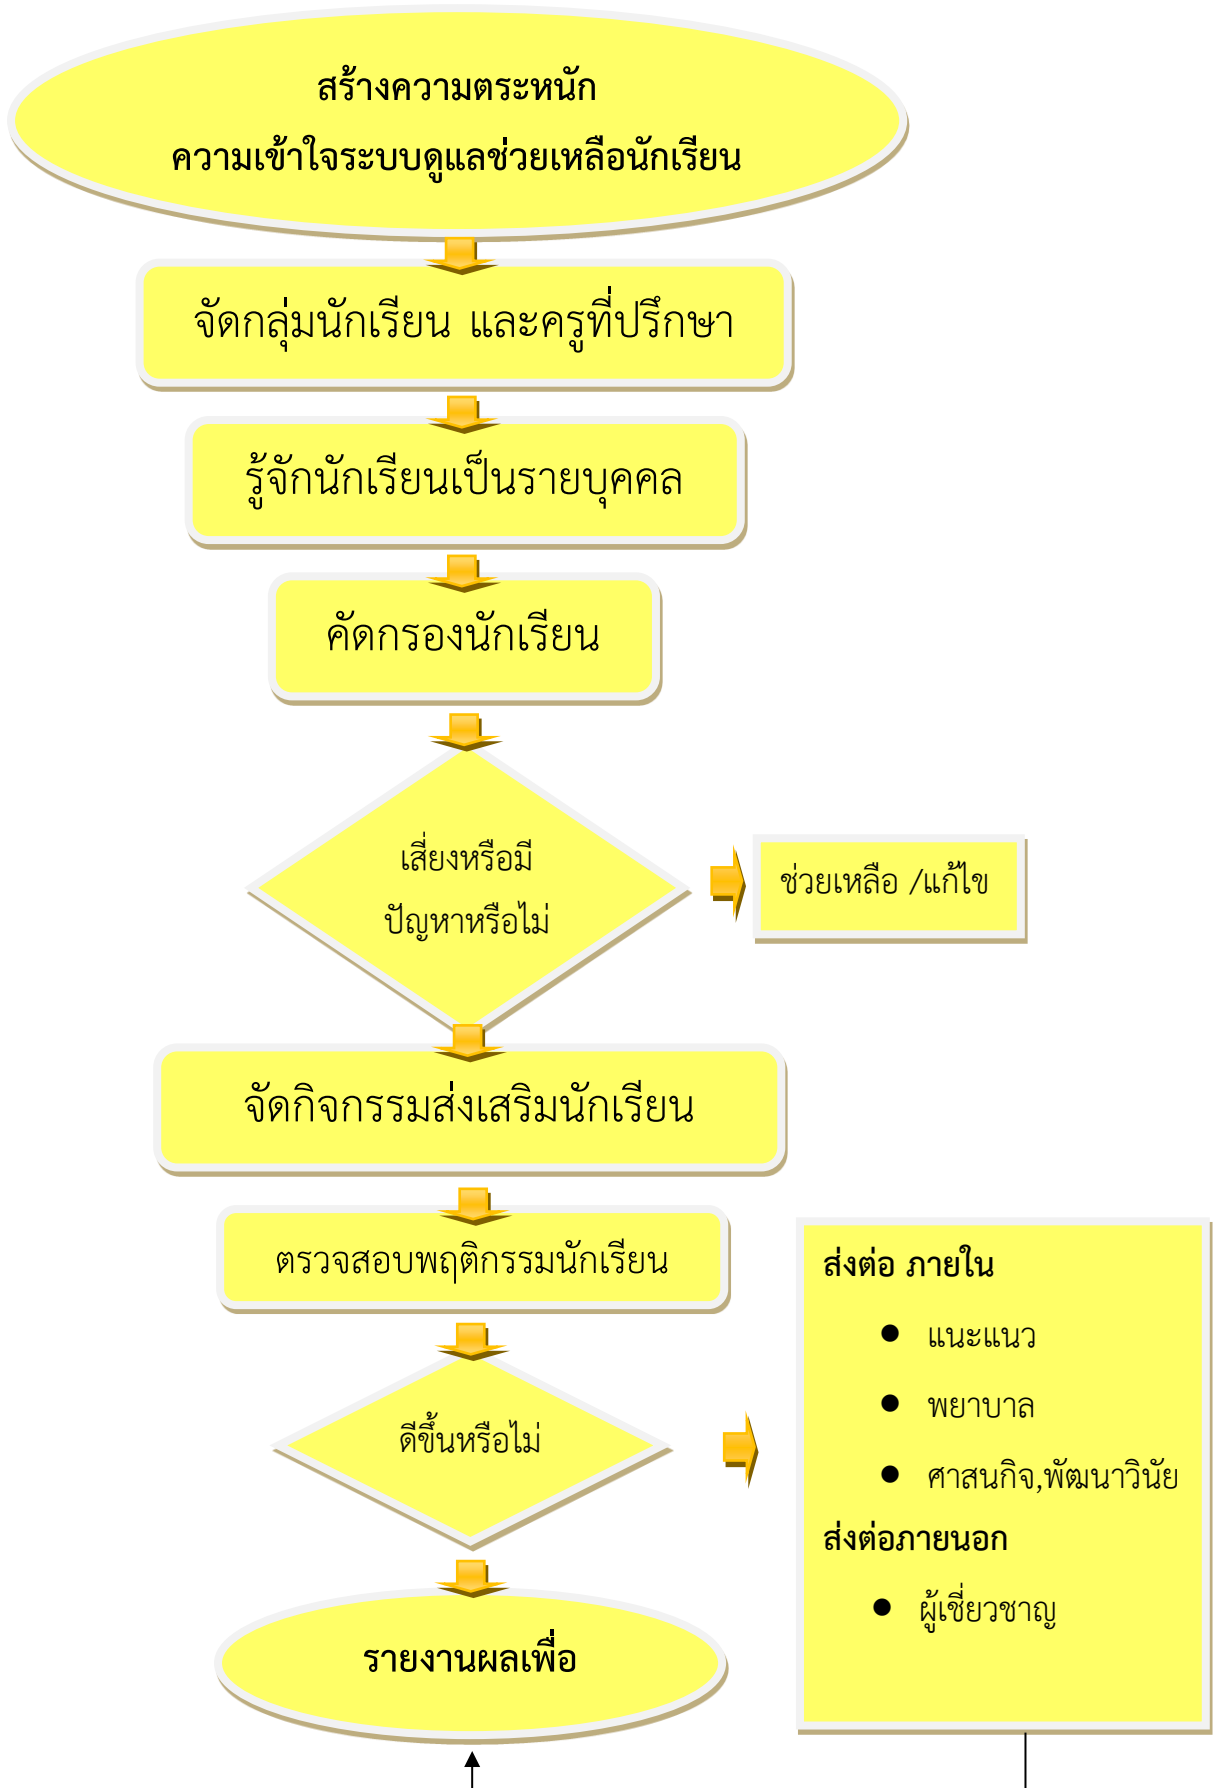 สร้างความตระหนัก
ความเข้าใจระบบดูแลช่วยเหลือนักเรียน
จัดกลุ่มนักเรียน และครูที่ปรึกษา
รู้จักนักเรียนเป็นรายบุคคล
คัดกรองนักเรียน
เสี่ยงหรือมี
ปัญหาหรือไม่
ช่วยเหลือ /แก้ไข
จัดกิจกรรมส่งเสริมนักเรียน
ตรวจสอบพฤติกรรมนักเรียน
ดีขึ้นหรือไม่
ส่งต่อ ภายใน
● แนะแนว
● พยาบาล
● ศาสนกิจ,พัฒนาวินัย
ส่งต่อภายนอก
● ผู้เชี่ยวชาญ
รายงานผลเพื่อ